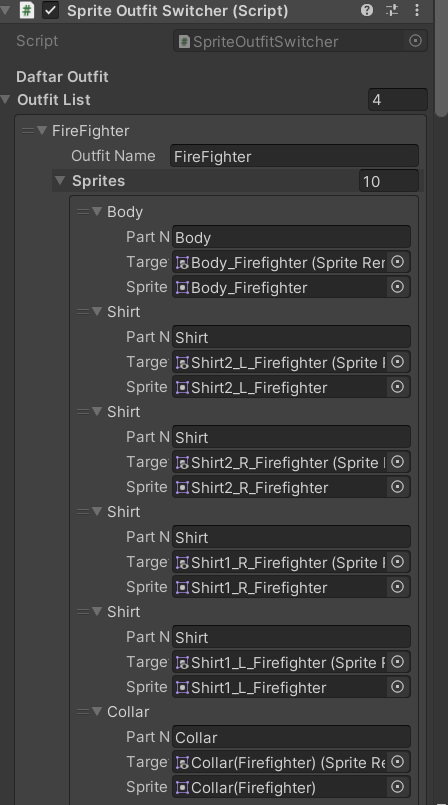 Sprite Outfit Switcher (Script)
Script SpriteOutfitSwitcher
Daftar Outfit
Outfit List 4
FireFighter
Outfit Name FireFighter
Sprites 10
Body
Part N Body
Targe Body_Firefighter (Sprite Rer
Sprite Body_Firefighter
Shirt
Part N Shirt
Targe Shirt2_L_Firefighter (Sprite F
Sprite Shirt2_L_Firefighter
Shirt
Part N Shirt
Targe Shirt2_R_Firefighter (Sprite
Sprite Shirt2_R_Firefighter
Shirt
Part N Shirt
Targe Shirt1_R_Firefighter (Sprite F
Sprite Shirt1_R_Firefighter
Shirt
Part N Shirt
Targe Shirt1_L_Firefighter (Sprite F
Sprite Shirt1_L_Firefighter
Collar
Part N Collar
Targe Collar(Firefighter) (Sprite Re
Sprite Collar(Firefighter)